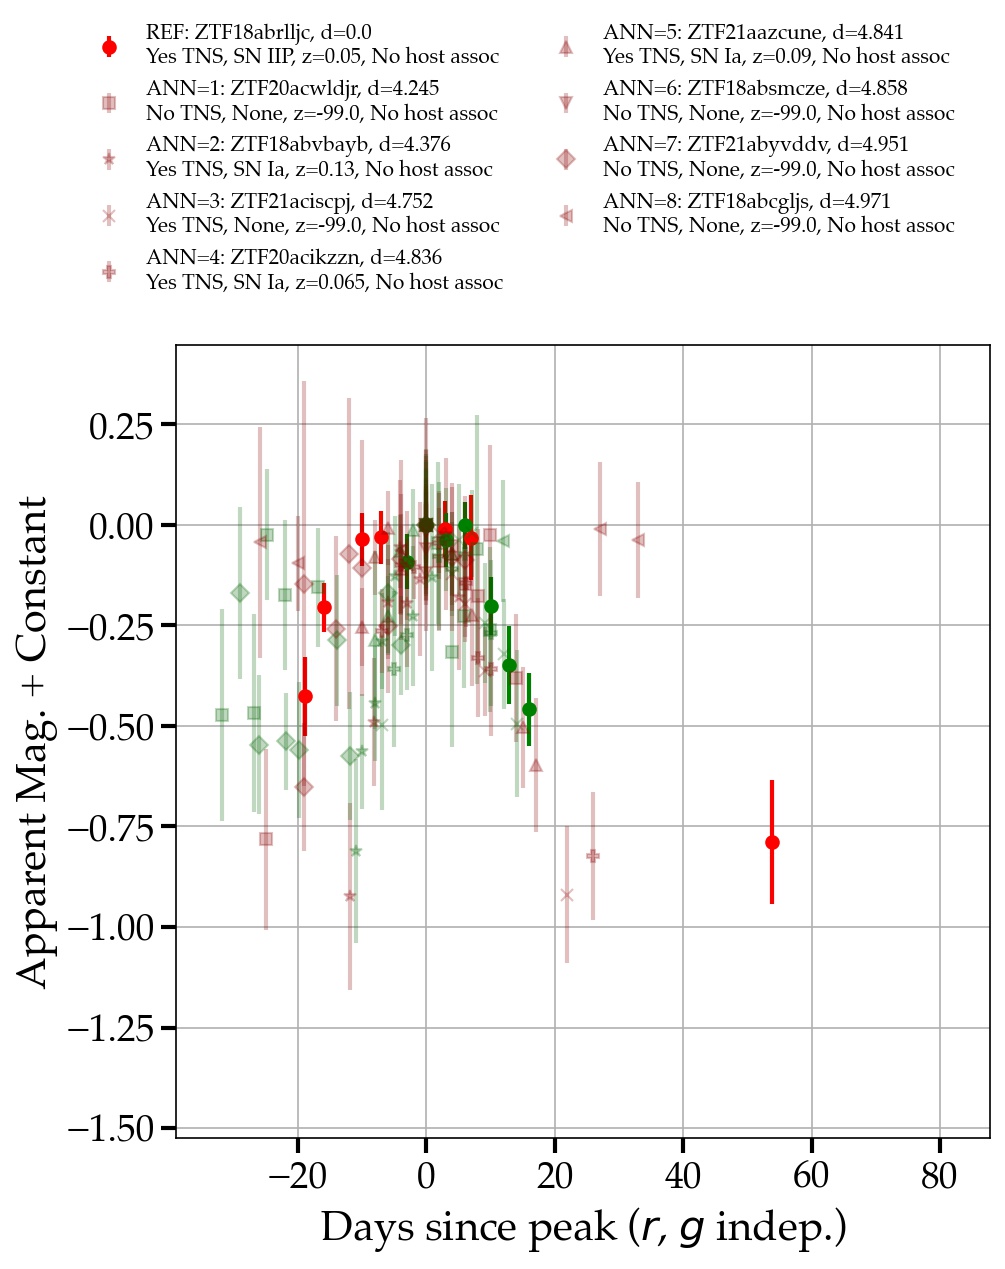 REF: ZTF18abrlljc, d=0.0
Yes TNS, SN IIP, z=0.05, No host assoc
ANN=1: ZTF20acwldjr, d=4.245
No TNS, None, z=-99.0, No host assoc
ANN=2: ZTF18abvbayb, d=4.376
Yes TNS, SN Ia, z=0.13, No host assoc
ANN=3: ZTF21aciscpj, d=4.752
Yes TNS, None, z=-99.0, No host assoc
ANN=4: ZTF20acikzzn, d=4.836
Yes TNS, SN Ia, z=0.065, No host assoc
ANN=5: ZTF21aazcune, d=4.841
Yes TNS, SN Ia, z=0.09, No host assoc
ANN=6: ZTF18absmcze, d=4.858
No TNS, None, z=-99.0, No host assoc
ANN=7: ZTF21abyvddv, d=4.951
No TNS, None, z=-99.0, No host assoc
ANN=8: ZTF18abcgljs, d=4.971
No TNS, None, z=-99.0, No host assoc
Apparent Mag. + Constant
0.25
0.00
−0.25
−0.50
−0.75
−1.00
−1.25
−1.50
−20
0
20
40
60
80
Days since peak (r, g indep.)